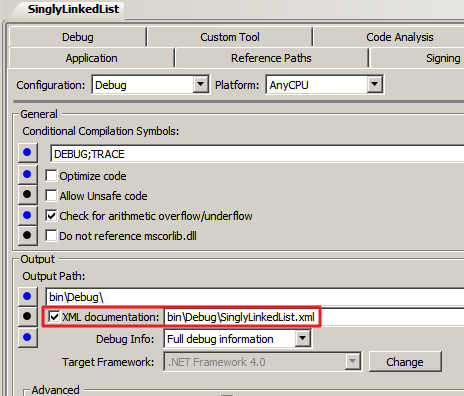 SinglyLinkedList
Debug Custom Tool Code Analysis
Application Reference Paths Signing
Configuration: Debug Platform: AnyCPU
General
Conditional Compilation Symbols:
DEBUG;TRACE
Optimize code
Allow Unsafe code
Check for arithmetic overflow/underflow
Do not reference mscorlib.dll
Output
Output Path:
bin\Debug\
XML documentation: bin\Debug\SinglyLinkedList.xml
Debug Info: Full debug information
Target Framework: .NET Framework 4.0 Change
Advanced